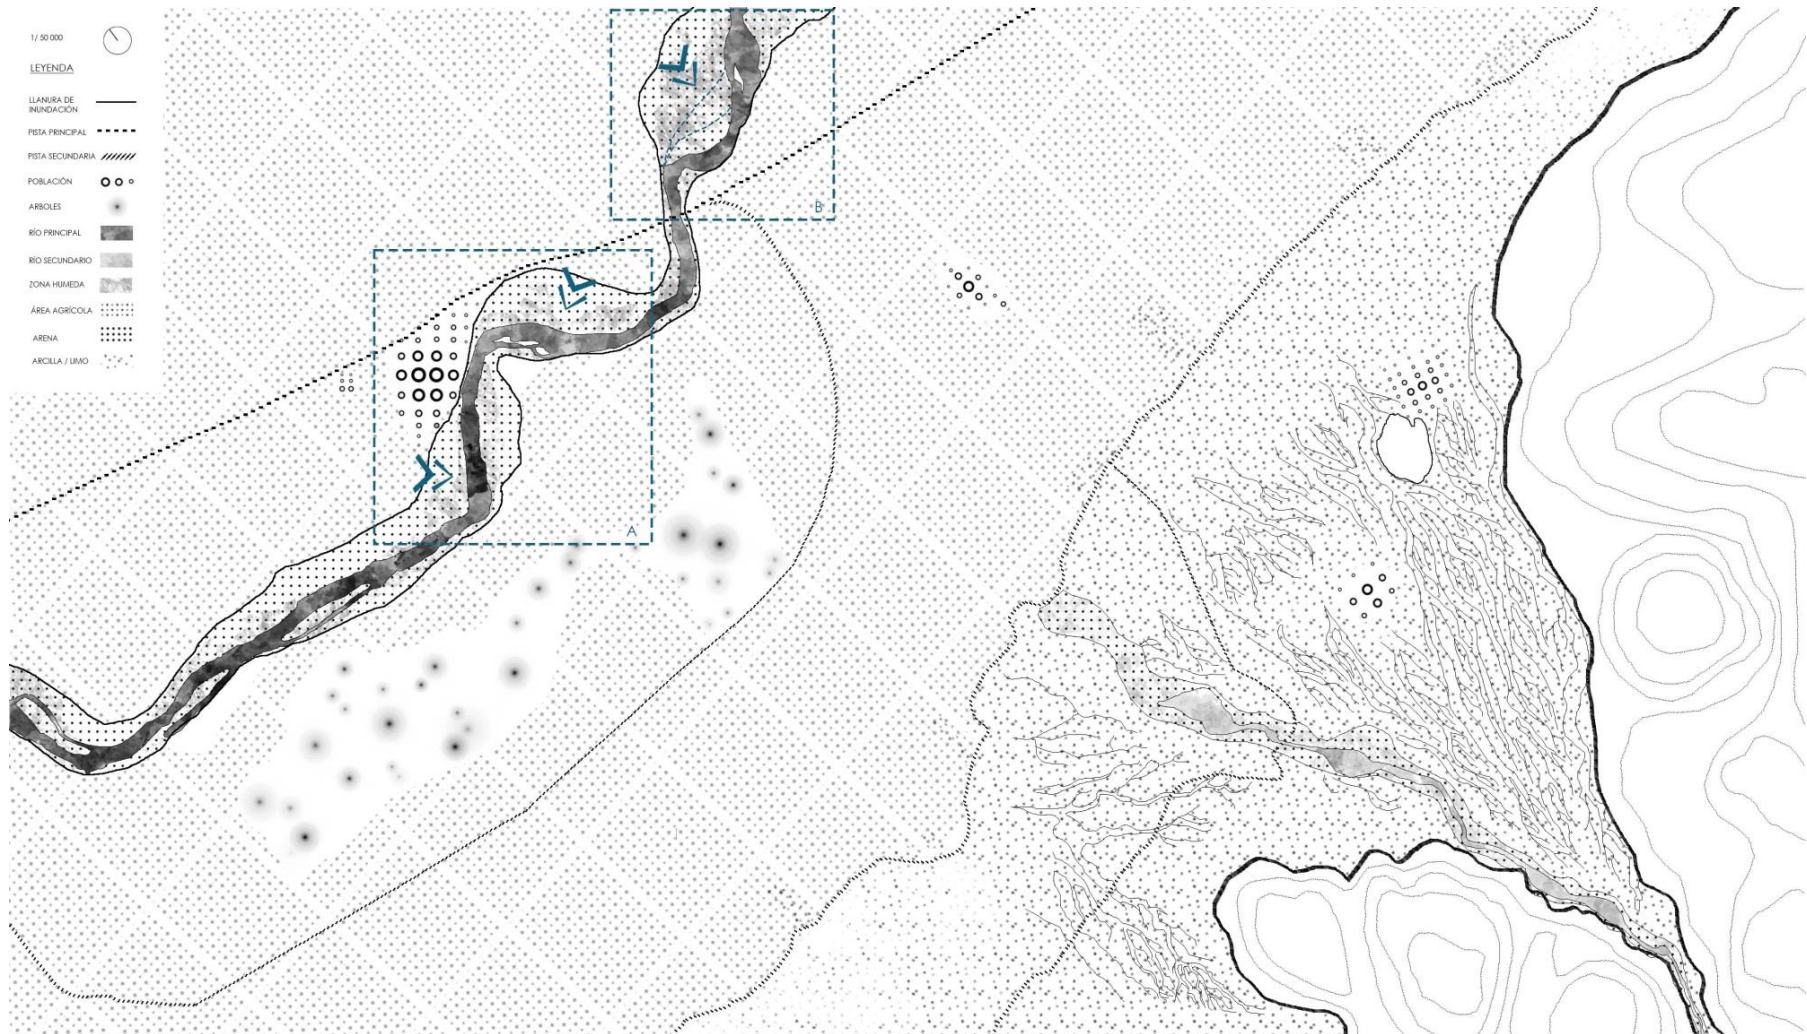 1/ 50 000
LEYENDA
LLANURA DE
INUNDACIÓN
PISTA PRINCIPAL
PISTA SECUNDARIA
POBLACIÓN
ARBOLES
RÍO PRINCIPAL
RÍO SECUNDARIO
ZONA HUMEDA
ÁREA AGRÍCOLA
ARENA
ARCILLA / LIMO
B
A